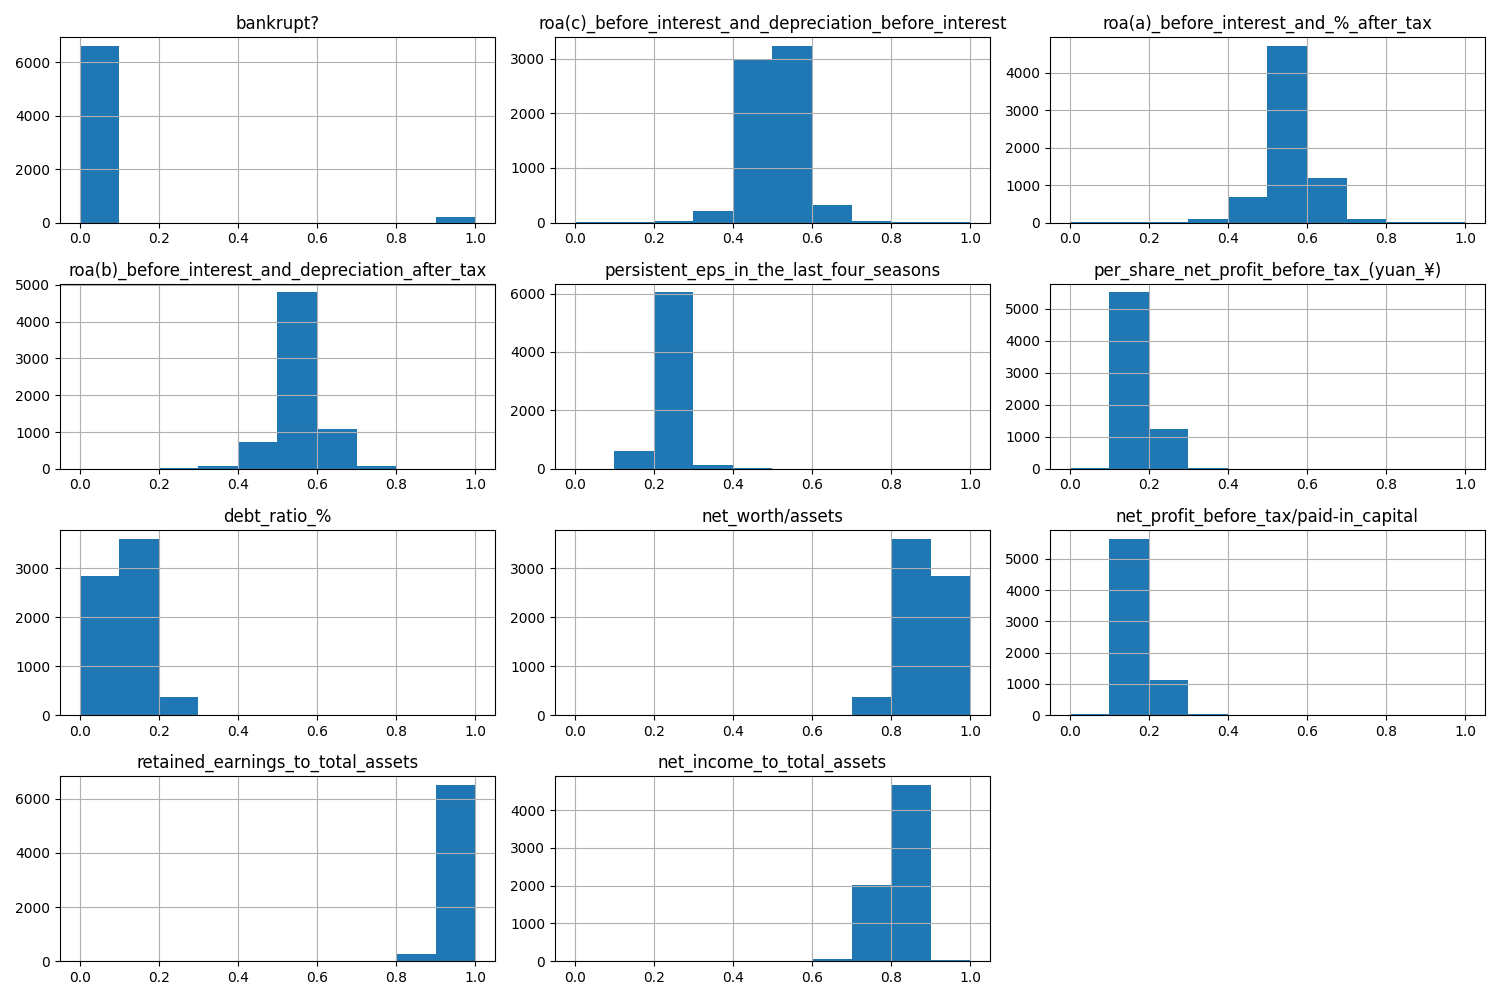 bankrupt?
6000
4000
2000
0
0.0 0.2 0.4 0.6 0.8 1.0
roa(c)_before_interest_and_depreciation_before_interest
3000
2000
1000
0
0.0 0.2 0.4 0.6 0.8 1.0
roa(a)_before_interest_and_%_after_tax
4000
3000
2000
1000
0
0.0 0.2 0.4 0.6 0.8 1.0
roa(b)_before_interest_and_depreciation_after_tax
5000
4000
3000
2000
1000
0
0.0 0.2 0.4 0.6 0.8 1.0
persistent_eps_in_the_last_four_seasons
6000
4000
2000
0
0.0 0.2 0.4 0.6 0.8 1.0
per_share_net_profit_before_tax_(yuan_¥)
5000
4000
3000
2000
1000
0
0.0 0.2 0.4 0.6 0.8 1.0
debt_ratio_%
3000
2000
1000
0
0.0 0.2 0.4 0.6 0.8 1.0
net_worth/assets
3000
2000
1000
0
0.0 0.2 0.4 0.6 0.8 1.0
net_profit_before_tax/paid-in_capital
5000
4000
3000
2000
1000
0
0.0 0.2 0.4 0.6 0.8 1.0
retained_earnings_to_total_assets
6000
4000
2000
0
0.0 0.2 0.4 0.6 0.8 1.0
net_income_to_total_assets
4000
3000
2000
1000
0
0.0 0.2 0.4 0.6 0.8 1.0